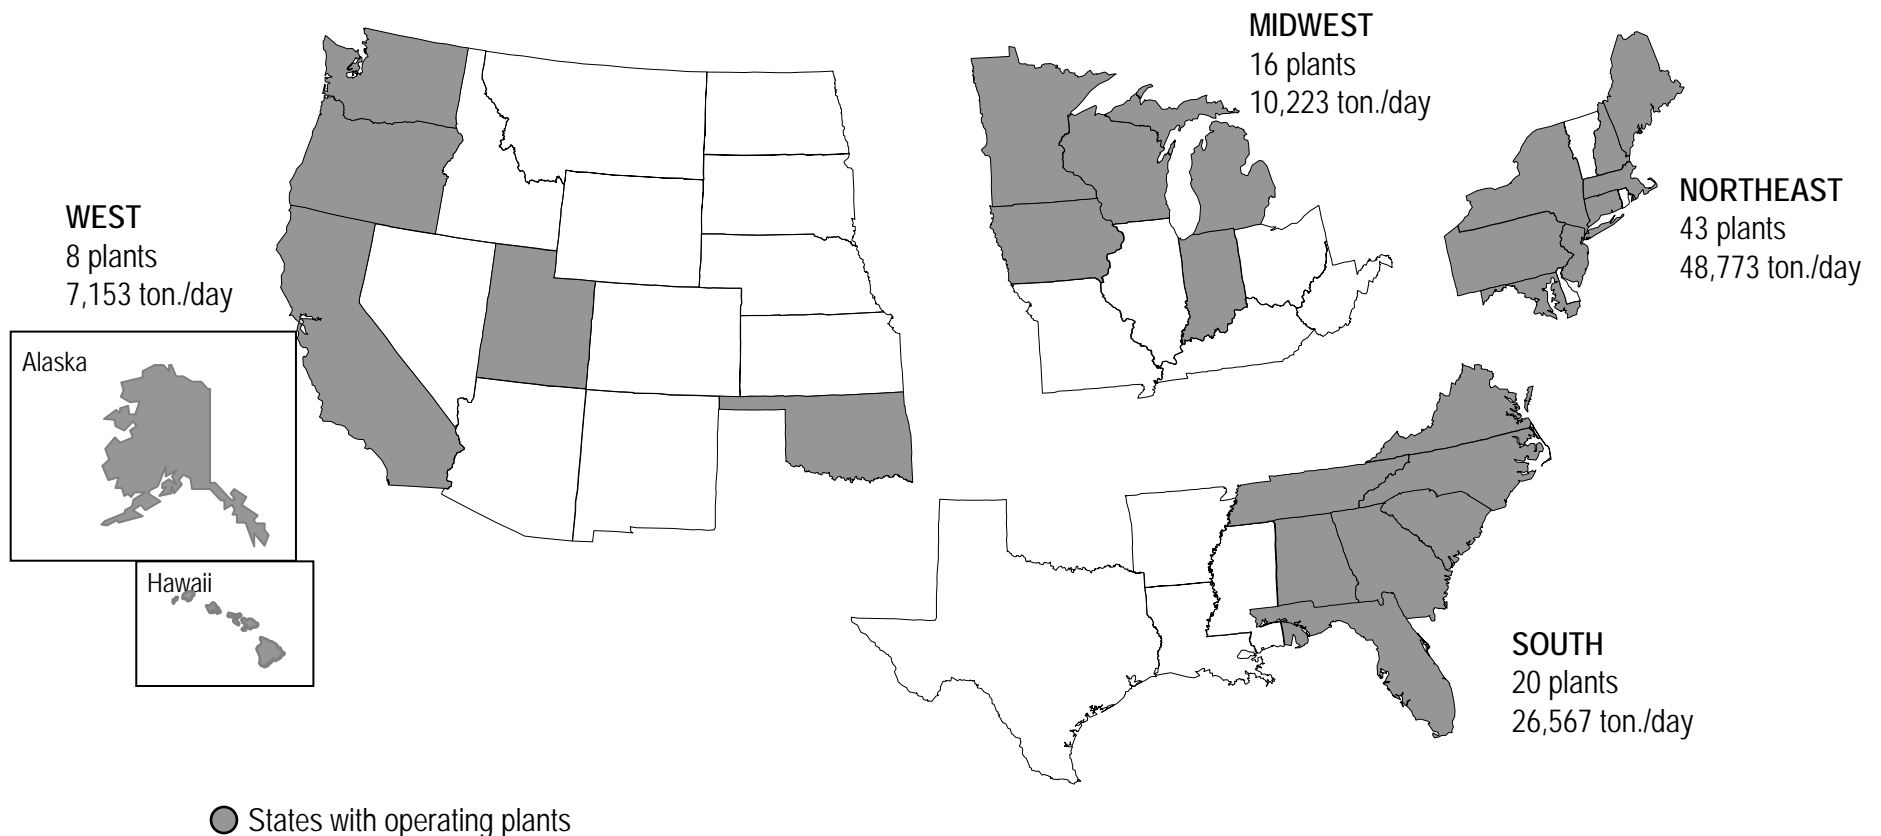 MIDWEST
16 plants
10,223 ton./day
NORTHEAST
43 plants
48,773 ton./day
WEST
8 plants
7,153 ton./day
Alaska
Hawaii
SOUTH
20 plants
26,567 ton./day
States with operating plants